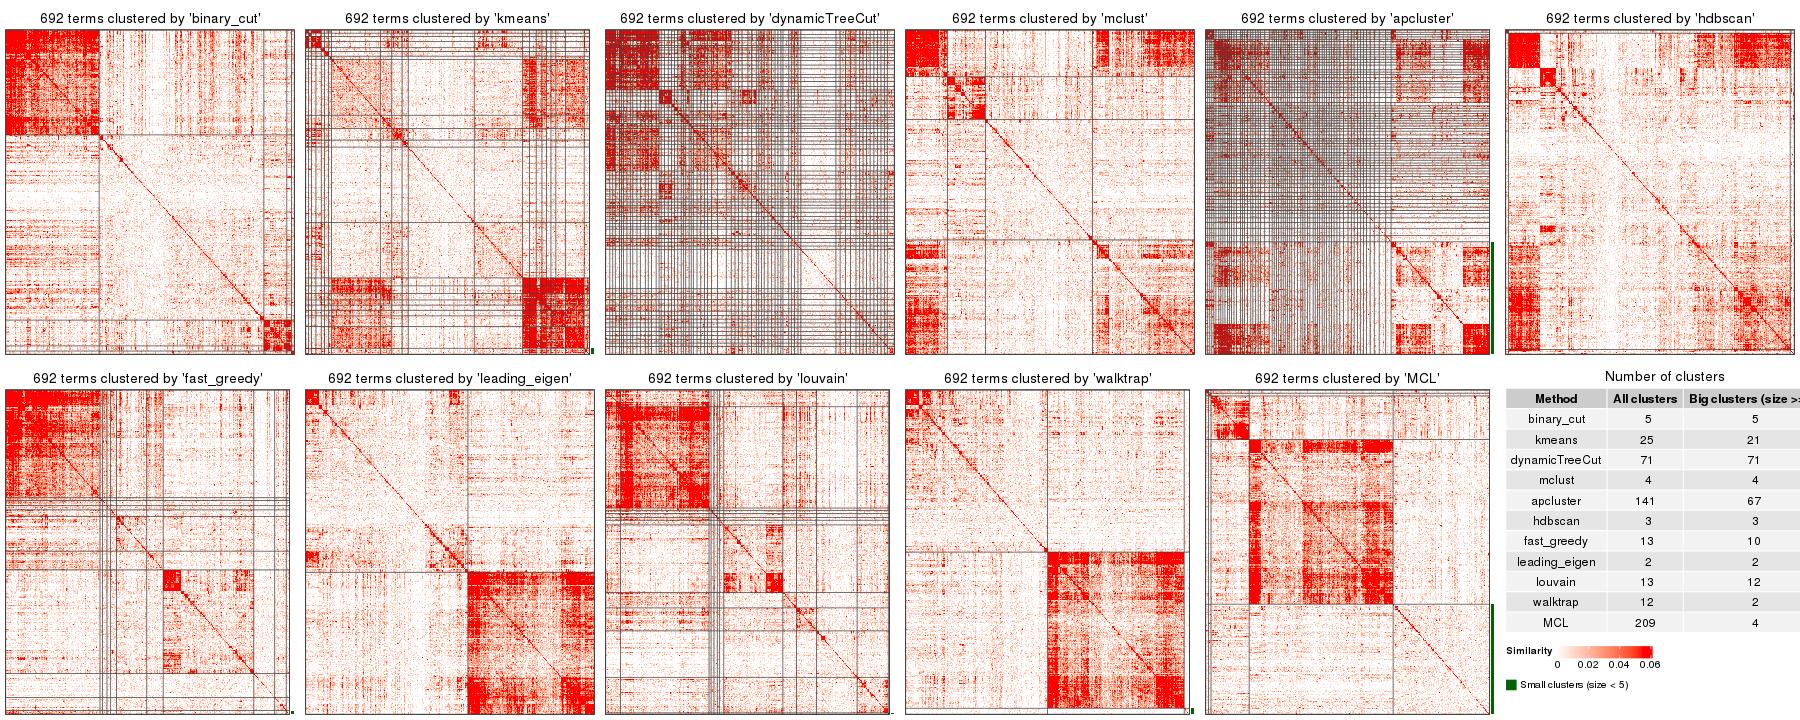 692 terms clustered by 'binary_cut'
692 terms clustered by 'kmeans'
692 terms clustered by 'dynamicTreeCut'
692 terms clustered by 'mclust'
692 terms clustered by 'apcluster'
692 terms clustered by 'hdbscan'
692 terms clustered by 'fast_greedy'
692 terms clustered by 'leading_eigen'
692 terms clustered by 'louvain'
692 terms clustered by 'walktrap'
692 terms clustered by 'MCL'
Number of clusters
Method All clusters Big clusters (size >=
binary_cut 5 5
kmeans 25 21
dynamicTreeCut 71 71
mclust 4 4
apcluster 141 67
hdbscan 3 3
fast_greedy 13 10
leading_eigen 2 2
louvain 13 12
walktrap 12 2
MCL 209 4
Similarity
0 0.02 0.04 0.06
Small clusters (size < 5)